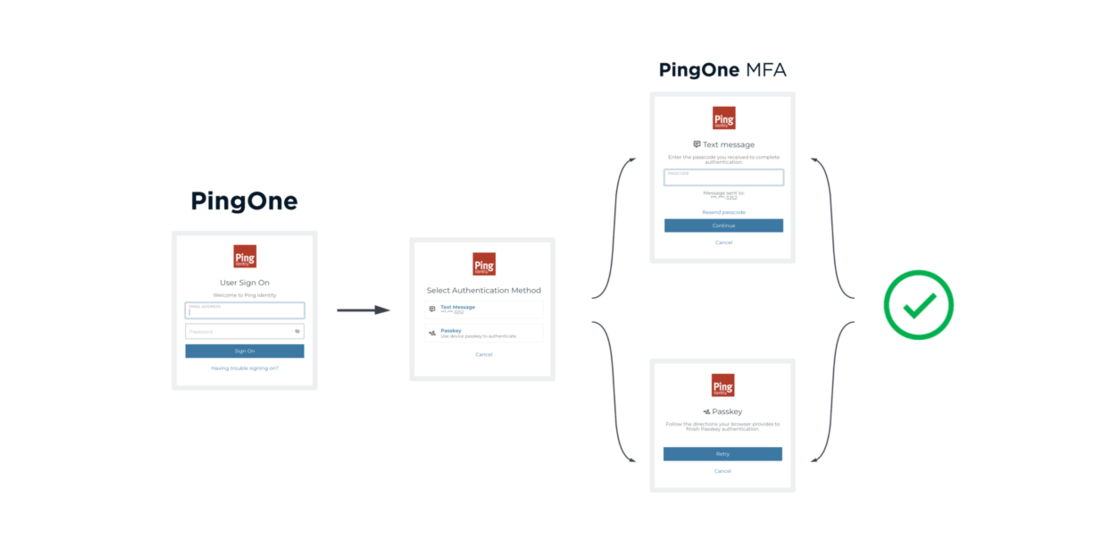 PingOne
Ping
Identity
User Sign On
Welcome to Ping Identity
EMAIL ADDRESS
Password
Sign On
Having trouble signing on?
Ping
Identity
Select Authentication Method
Text Message
Passkey
Use device passkey to authenticate
Cancel
PingOne MFA
Ping
Identity
Text message
Enter the passcode you received to complete
authentication.
PASSCODE
Message sent to:
Resend passcode
Continue
Cancel
Ping
Identity
Passkey
Follow the directions your browser provides to
finish Passkey authentication.
Retry
Cancel